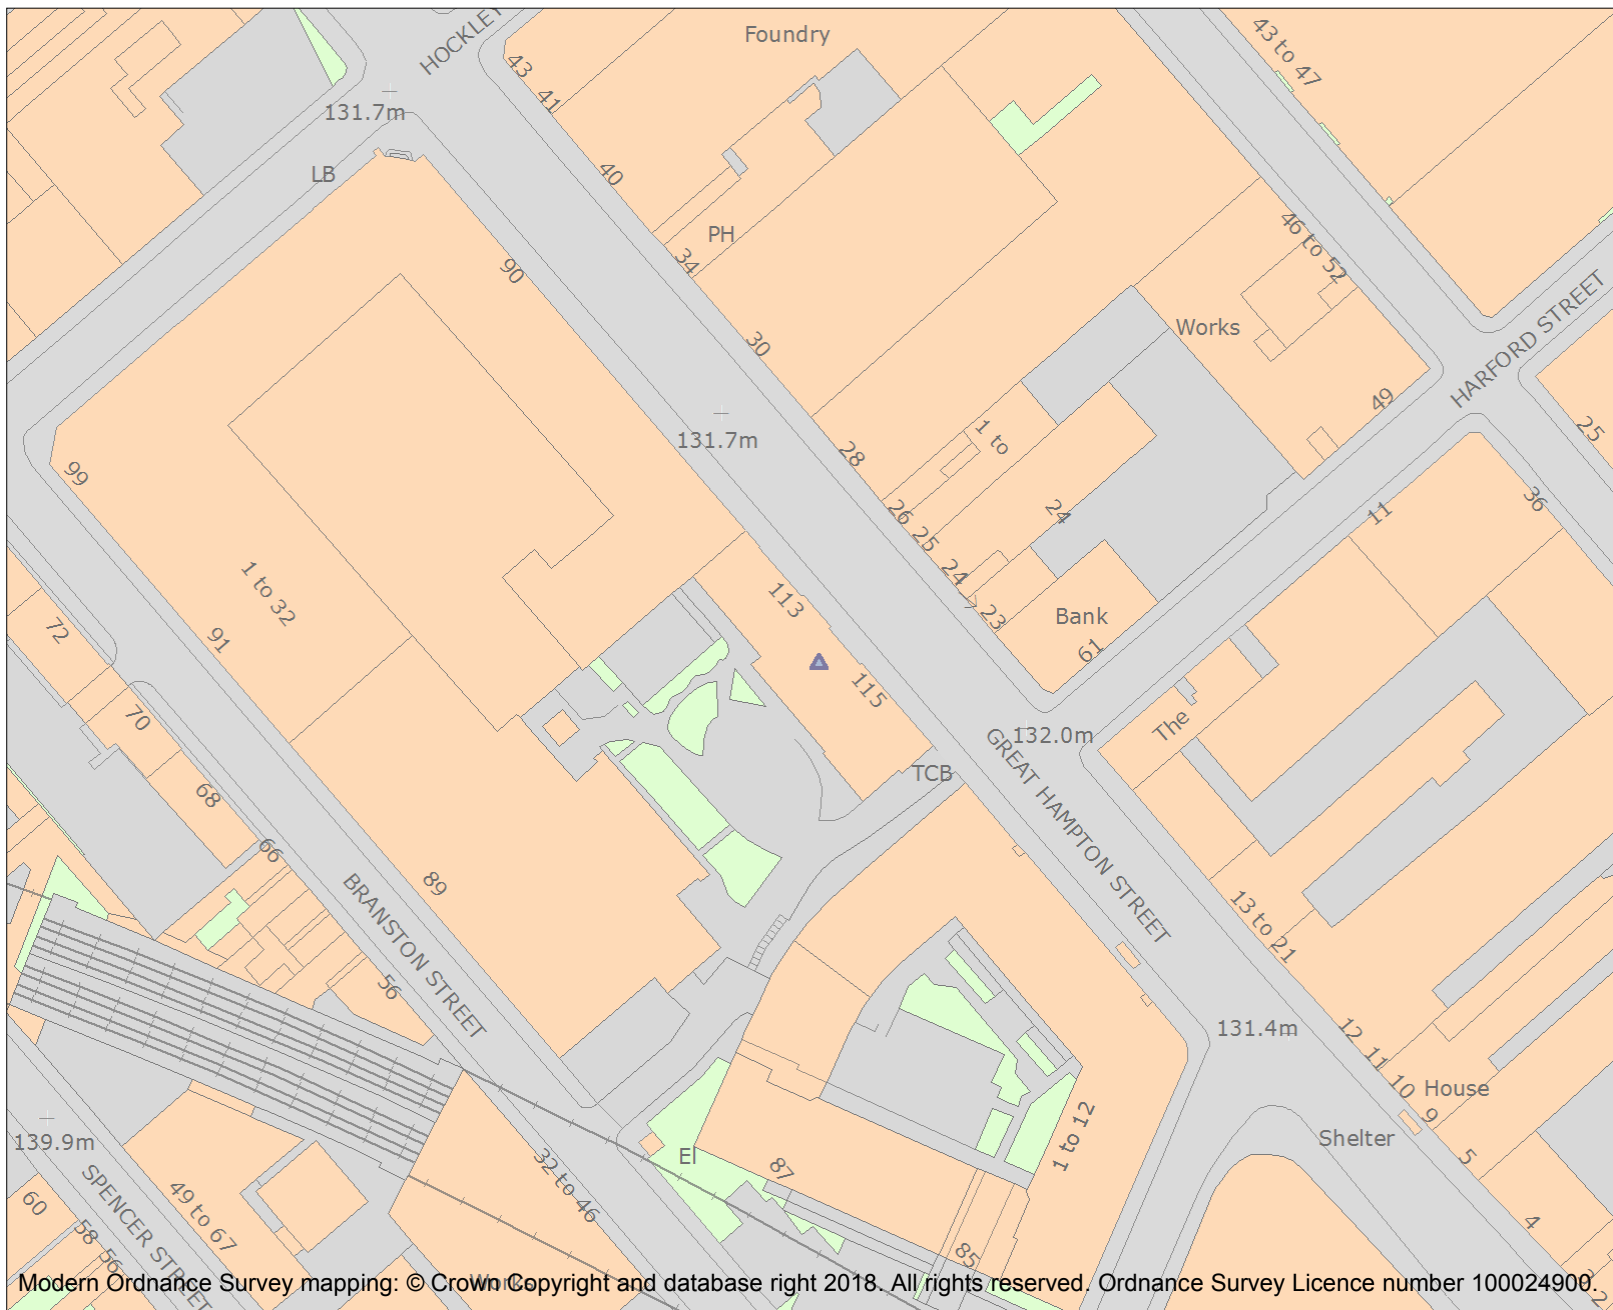 Foundry
43 to 47
HOCKLEY
43
41
131.7m
LB
40
PH
34
90
46 to 52
HARFORD STREET
Works
30
49
131.7m
1 to
25
28
99
26
25
24
24
11
36
23
Bank
61
113
1 to 32
72
91
115
The
70
GREAT HAMPTON STREET
132.0m
TCB
68
66
89
BRANSTON STREET
13 to 21
56
131.4m
12
11
10
9
House
Shelter
5
139.9m
1 to 12
El
87
32 to 46
SPENCER STREET
49 to 67
60
58
56
4
85
3
2
Works
Modern Ordnance Survey mapping: © Crown Copyright and database right 2018. All rights reserved. Ordnance Survey Licence number 100024900.